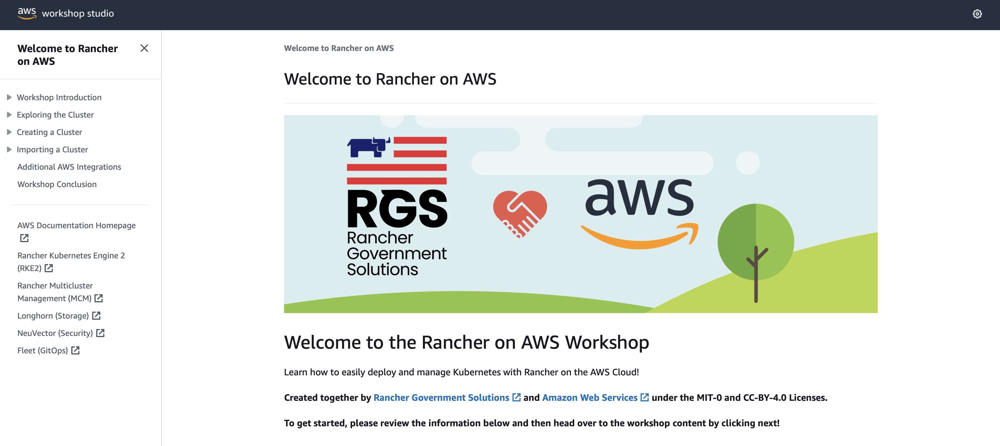 aws workshop studio
Welcome to Rancher
on AWS
Workshop Introduction
Exploring the Cluster
Creating a Cluster
Importing a Cluster
Additional AWS Integrations
Workshop Conclusion
AWS Documentation Homepage
Rancher Kubernetes Engine 2
(RKE2)
Rancher Multicluster
Management (MCM)
Longhorn (Storage)
NeuVector (Security)
Fleet (GitOps)
Welcome to Rancher on AWS
Welcome to Rancher on AWS
RGS
Rancher
Government
Solutions
aws
Welcome to the Rancher on AWS Workshop
Learn how to easily deploy and manage Kubernetes with Rancher on the AWS Cloud!
Created together by Rancher Government Solutions and Amazon Web Services under the MIT-0 and CC-BY-4.0 Licenses.
To get started, please review the information below and then head over to the workshop content by clicking next!